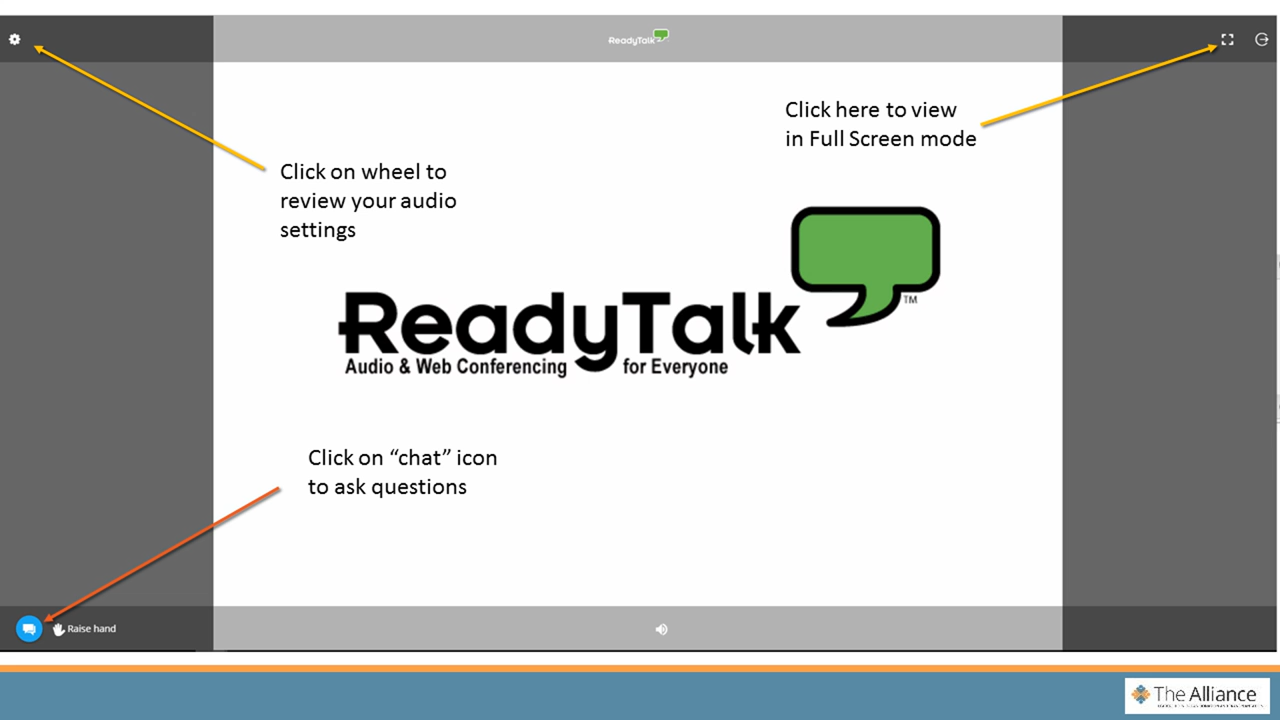 ReadyTalk
Click here to view
in Full Screen mode
Click on wheel to
review your audio
settings
ReadyTalk
TM
Audio & Web Conferencing for Everyone
Click on “chat” icon
to ask questions
Raise hand
The Alliance